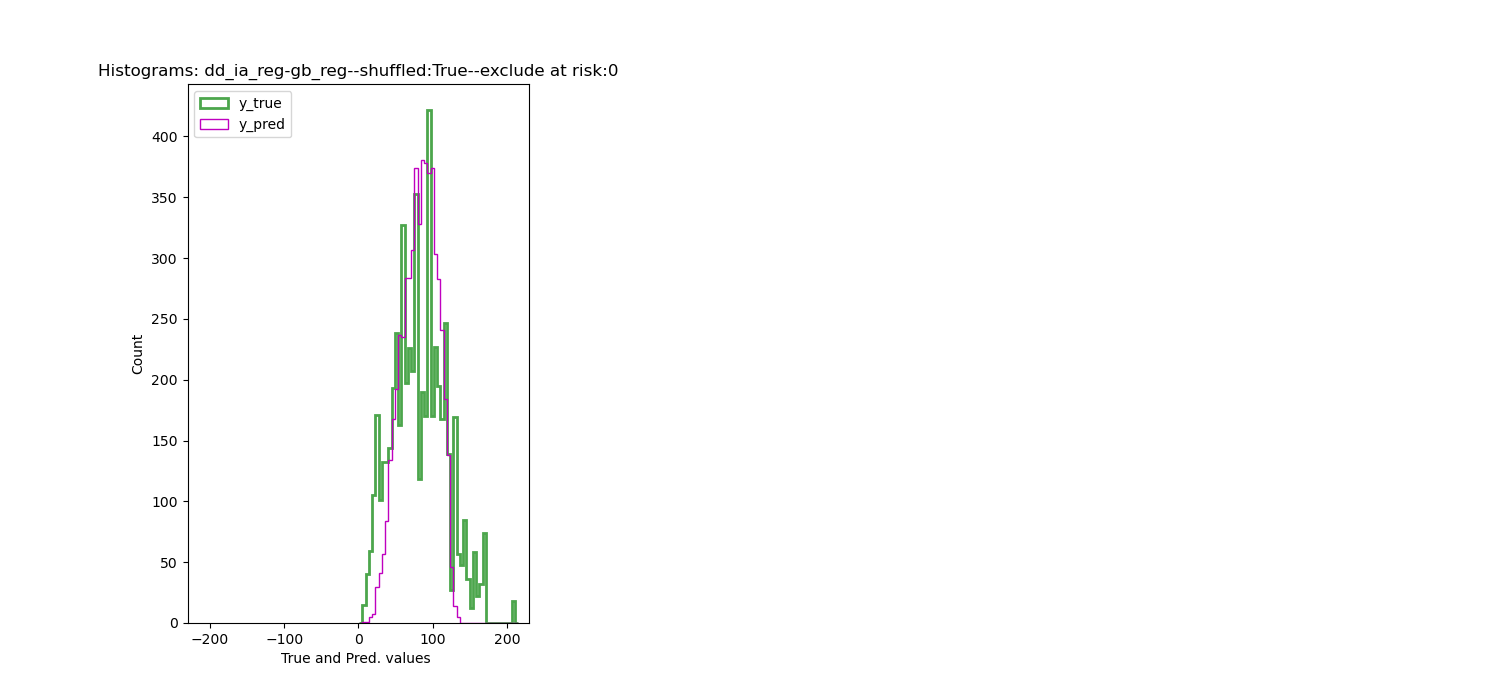 Histograms: dd_ia_reg-gb_reg--shuffled:True--exclude at risk:0
y_true
y_pred
Count
400
350
300
250
200
150
100
50
0
−200 −100 0 100 200
True and Pred. values